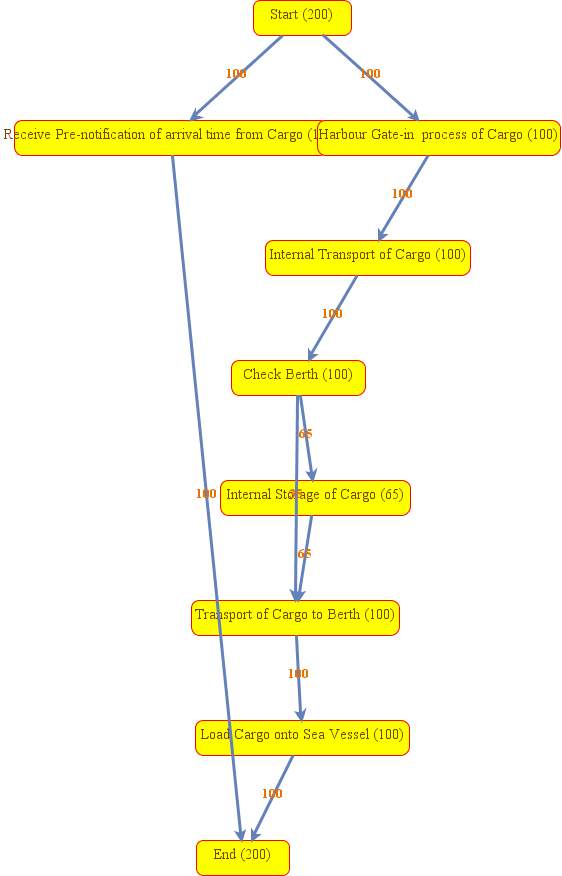 Start (200)
100
100
Receive Pre-notification of arrival time from Cargo
Harbour Gate-in process of Cargo (100)
100
Internal Transport of Cargo (100)
100
Check Berth (100)
65
100
Internal Storage of Cargo (65)
65
Transport of Cargo to Berth (100)
100
Load Cargo onto Sea Vessel (100)
100
End (200)